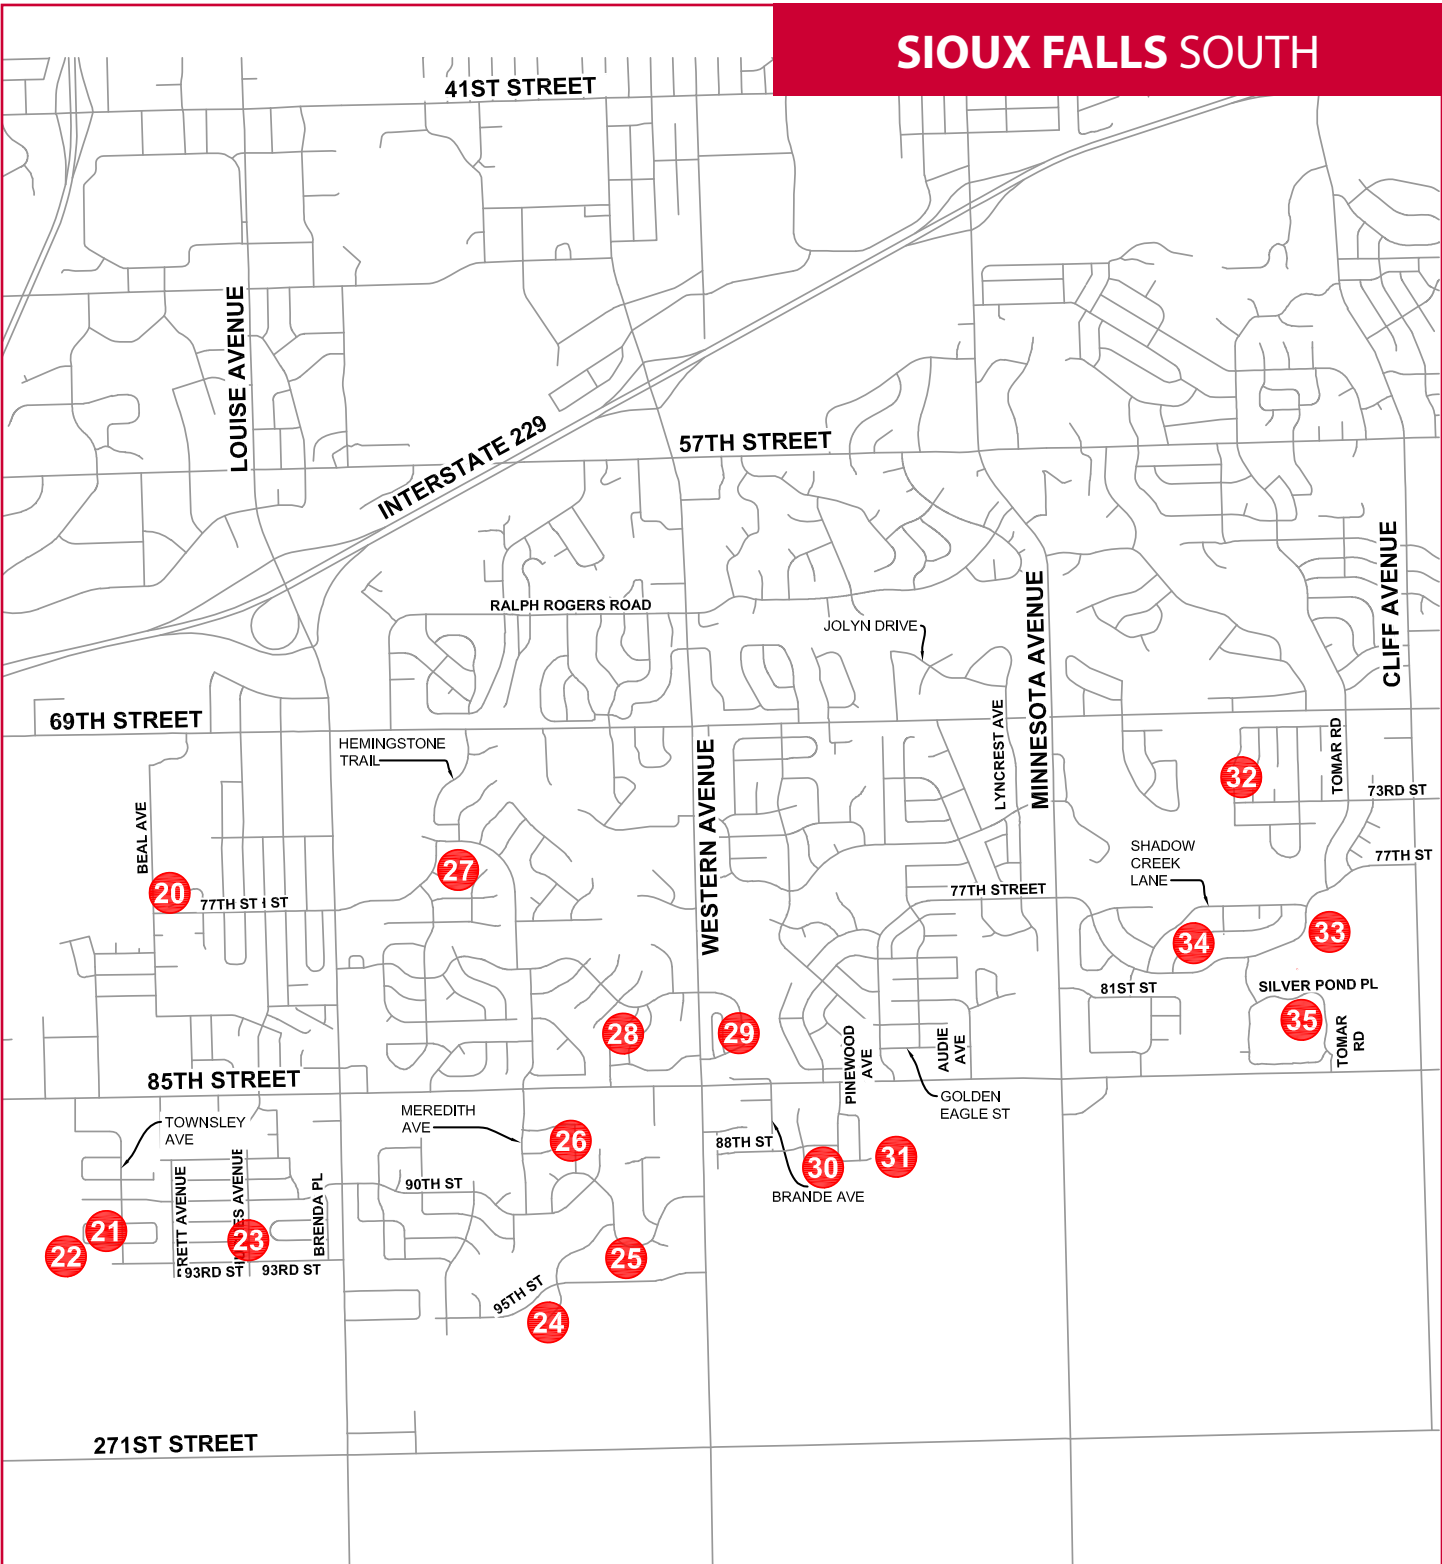 SIOUX FALLS SOUTH
41ST STREET
LOUISE AVENUE
INTERSTATE 229
57TH STREET
CLIFF AVENUE
RALPH ROGERS ROAD
MINNESOTA AVENUE
JOLYN DRIVE
69TH STREET
LYNCREST AVE
TOMAR RD
HEMINGSTONE
TRAIL
WESTERN AVENUE
32
73RD ST
BEAL AVE
SHADOW
CREEK
LANE
77TH ST
27
20
77TH ST
ST
77TH STREET
34
33
81ST ST
SILVER POND PL
28
29
35
PINEWOOD
AVE
AUDIE
AVE
TOMAR
RD
85TH STREET
GOLDEN
EAGLE ST
TOWNSLEY
AVE
MEREDITH
AVE
26
88TH ST
30
31
BRANDE AVE
90TH ST
RETT AVENUE
ES AVENUE
BRENDA PL
21
22
23
25
93RD ST
93RD ST
95TH ST
24
271ST STREET